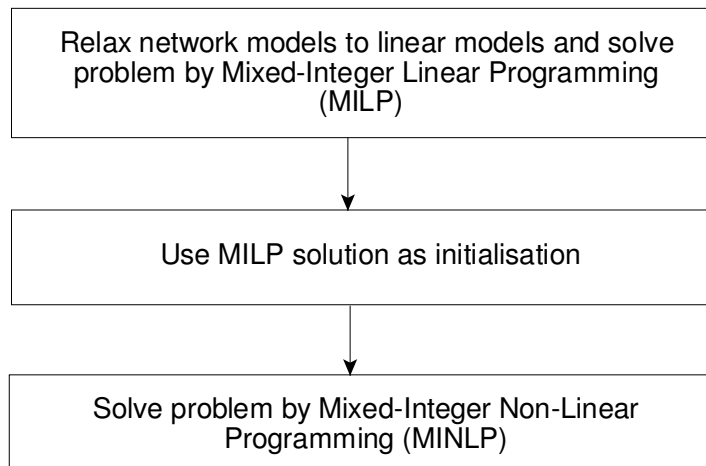 Relax network models to linear models and solve
problem by Mixed-Integer Linear Programming
(MILP)
Use MILP solution as initialisation
Solve problem by Mixed-Integer Non-Linear
Programming (MINLP)